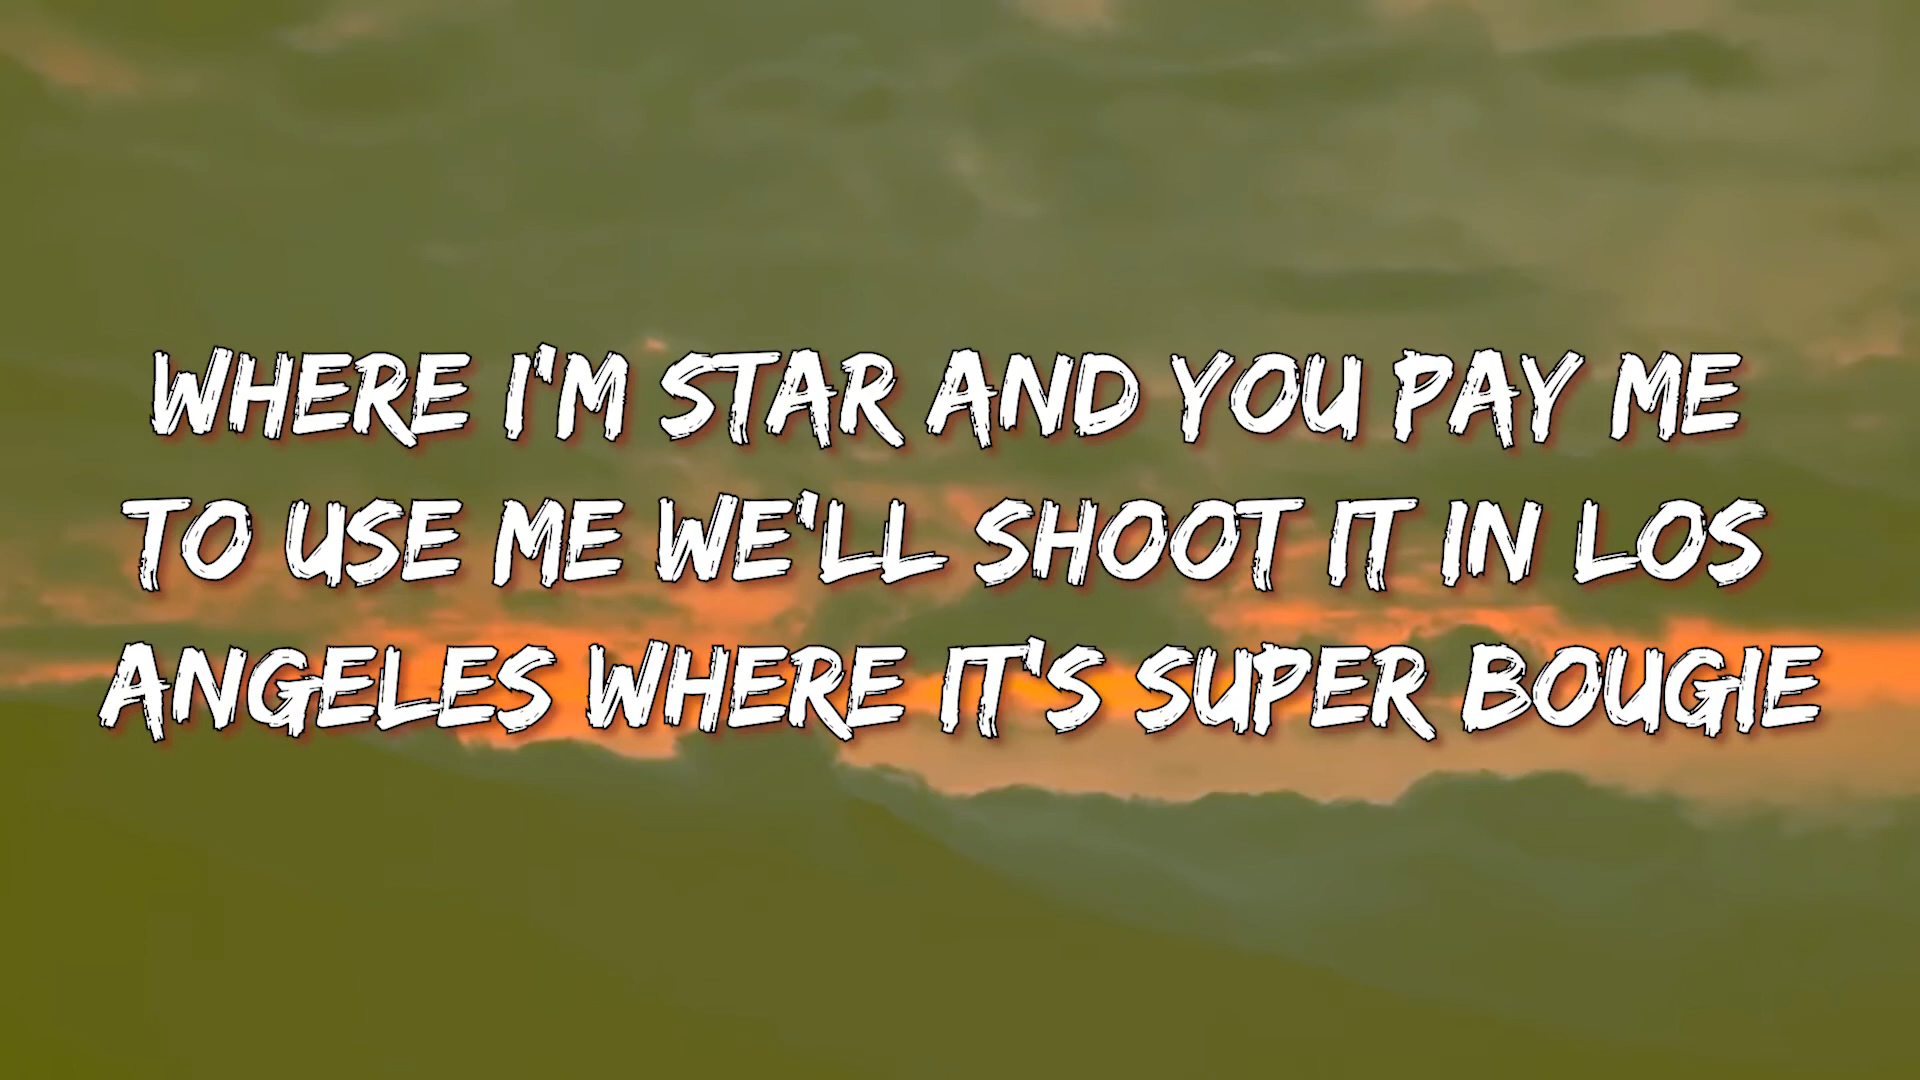 WHERE I'M STAR AND YOU PAY ME
TO USE ME WE'LL SHOOT IT IN LOS
ANGELES WHERE IT'S SUPER BOUGIE